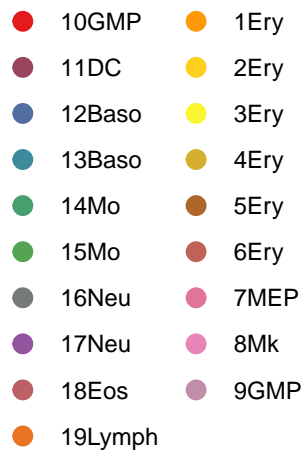 10GMP
11DC
12Baso
13Baso
14Mo
15Mo
16Neu
17Neu
18Eos
19Lymph
1Ery
2Ery
3Ery
4Ery
5Ery
6Ery
7MEP
8Mk
9GMP